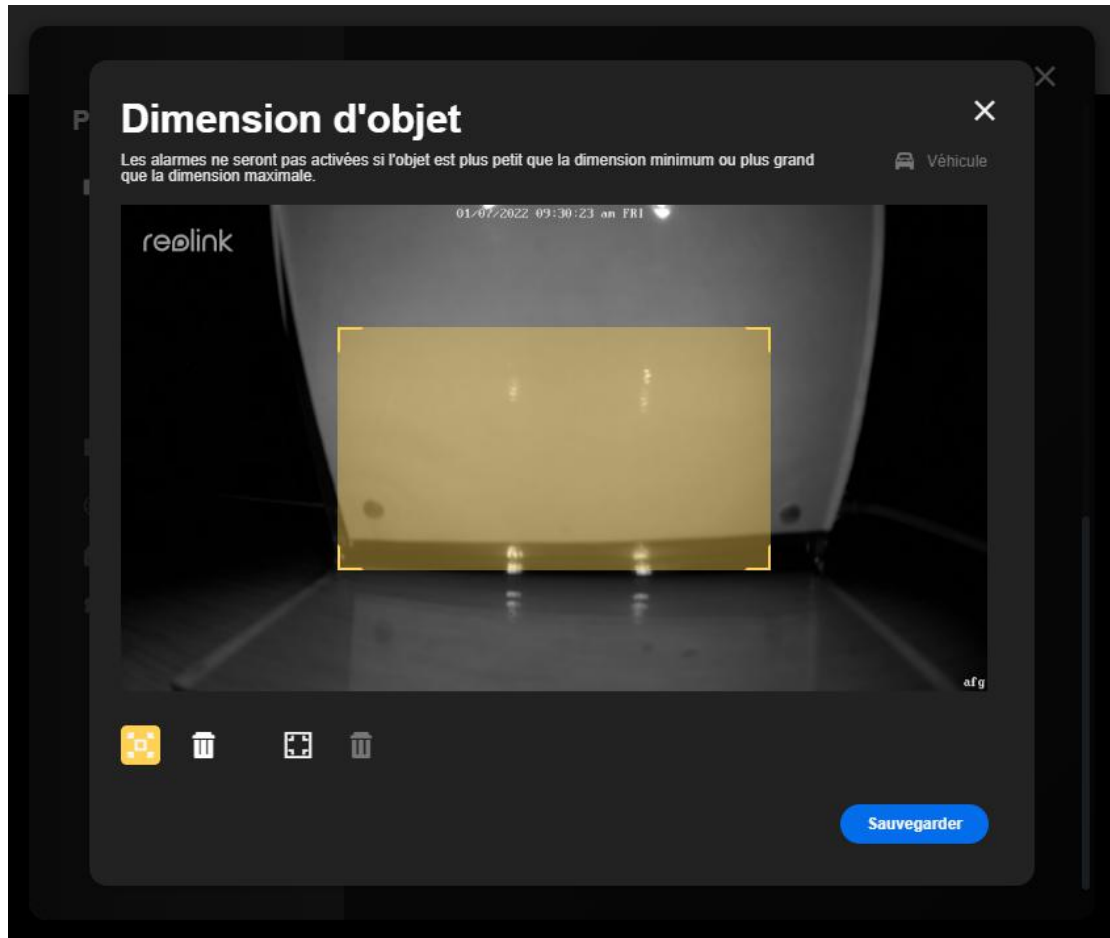 P
Dimension d'objet
Les alarmes ne seront pas activées si l'objet est plus petit que la dimension minimum ou plus grand
que la dimension maximale.
Véhicule
01/07/2022 09:30:23 am FRI
reolink
afg
Sauvegarder